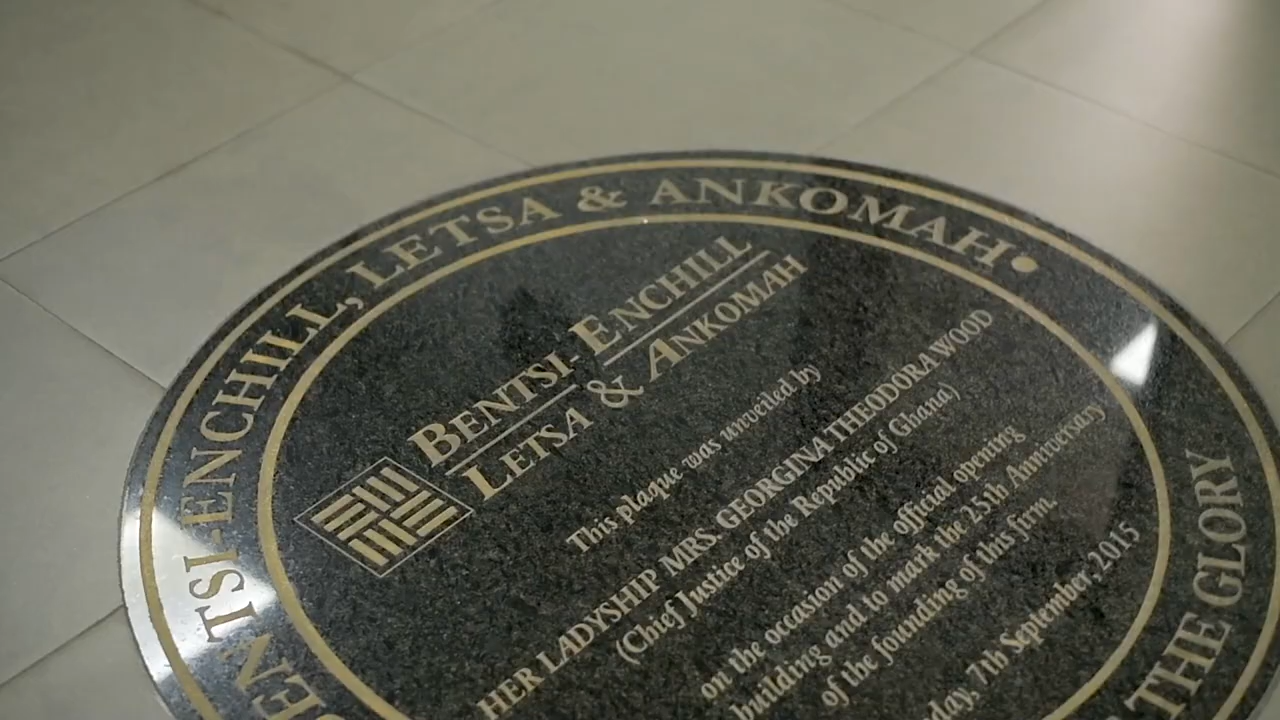 BENTSI-ENCHILL, LETSA & ANKOMAH •
THE GLORY
BENTSI-ENCHILL
LETSA & ANKOMAH
This plaque was unveiled by
HER LADYSHIP MRS. GEORGINA THEODORA WOOD
(Chief Justice of the Republic of Ghana)
on the occasion of the official opening
building and to mark the 25th Anniversary
of the founding of this firm.
7th September, 2015